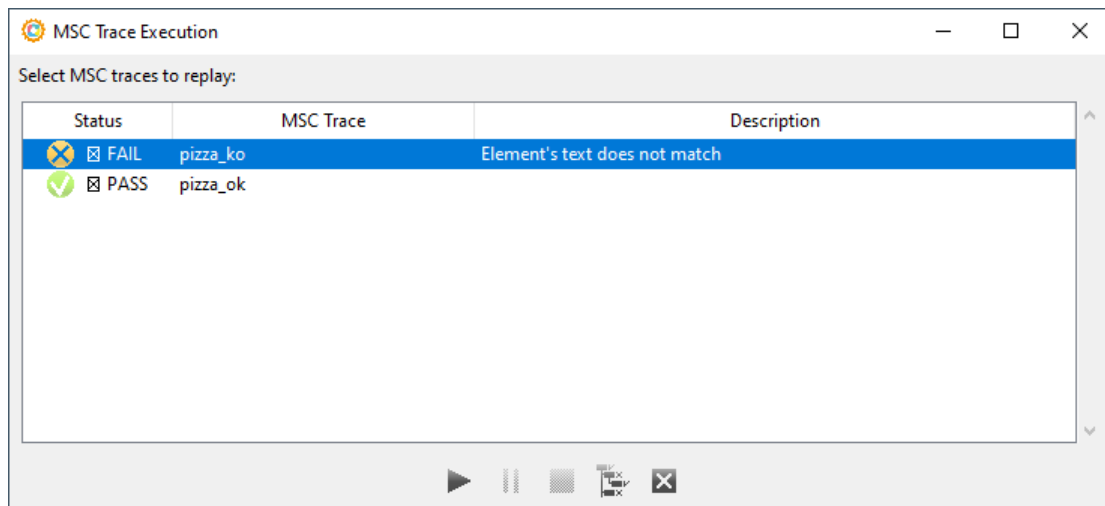 MSC Trace Execution
Select MSC traces to replay:
Status MSC Trace Description
FAIL pizza_ko Element's text does not match
PASS pizza_ok